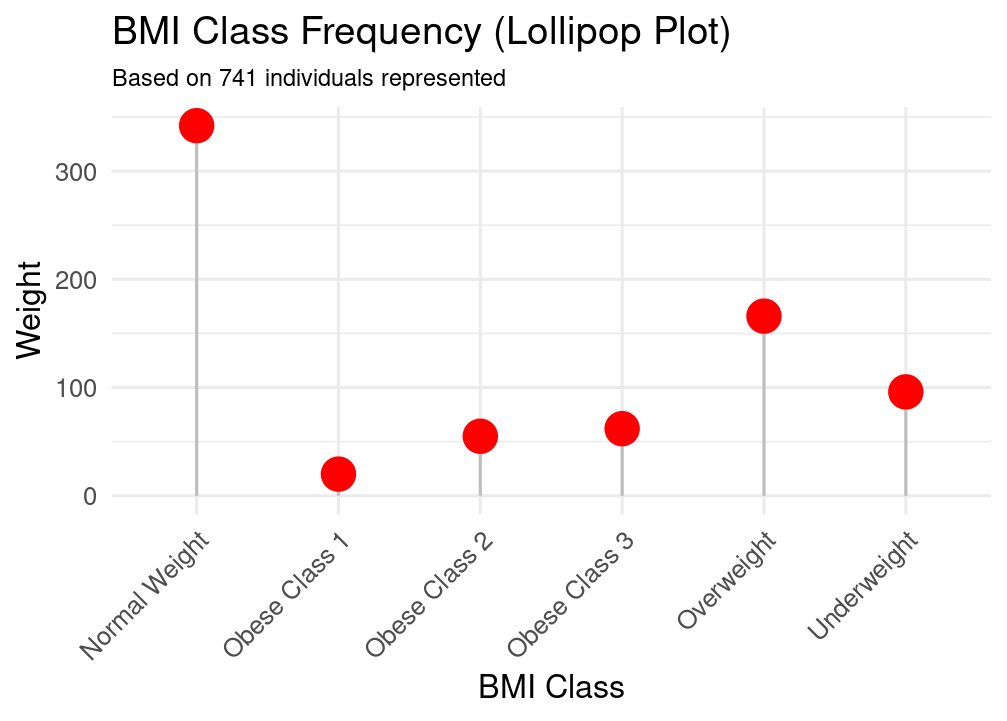 BMI Class Frequency (Lollipop Plot)
Based on 741 individuals represented
Weight
300
200
100
0
Normal Weight
Obese Class 1
Obese Class 2
Obese Class 3
Overweight
Underweight
BMI Class